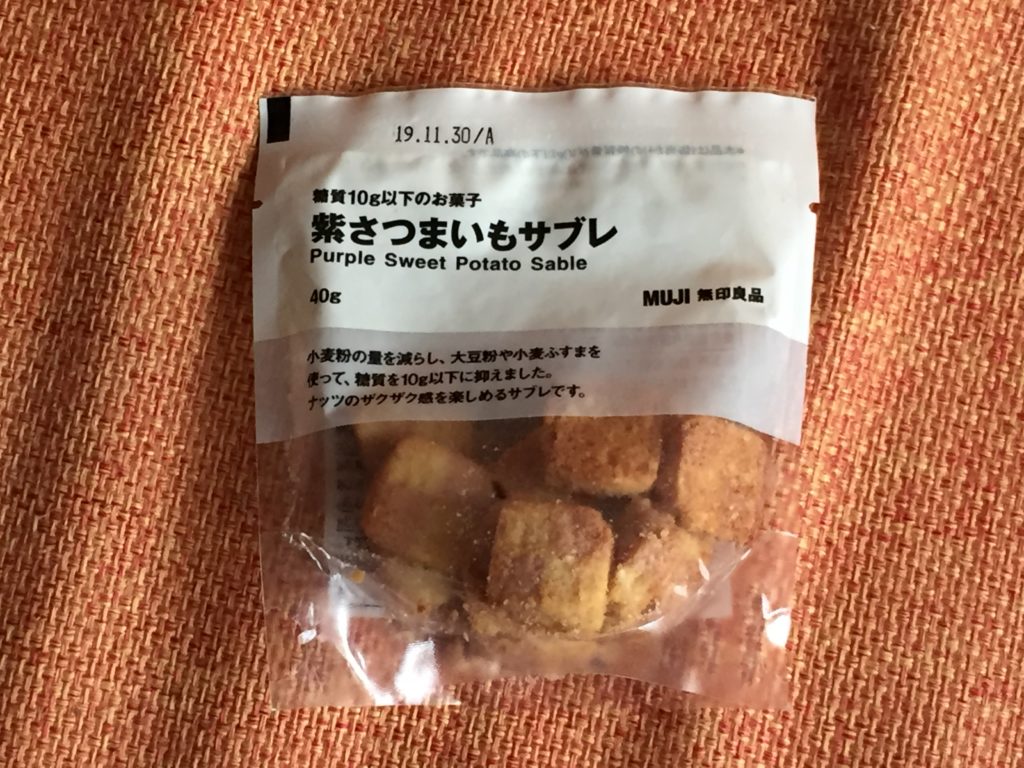 19.11.30/A
糖質10g以下のお菓子
紫さつまいもサブレ
Purple Sweet Potato Sable
40g
MUJI 無印良品
小麦粉の量を減らし、大豆粉や小麦ふすまを
使って、糖質を10g以下に抑えました。
ナッツのザクザク感を楽しめるサブレです。